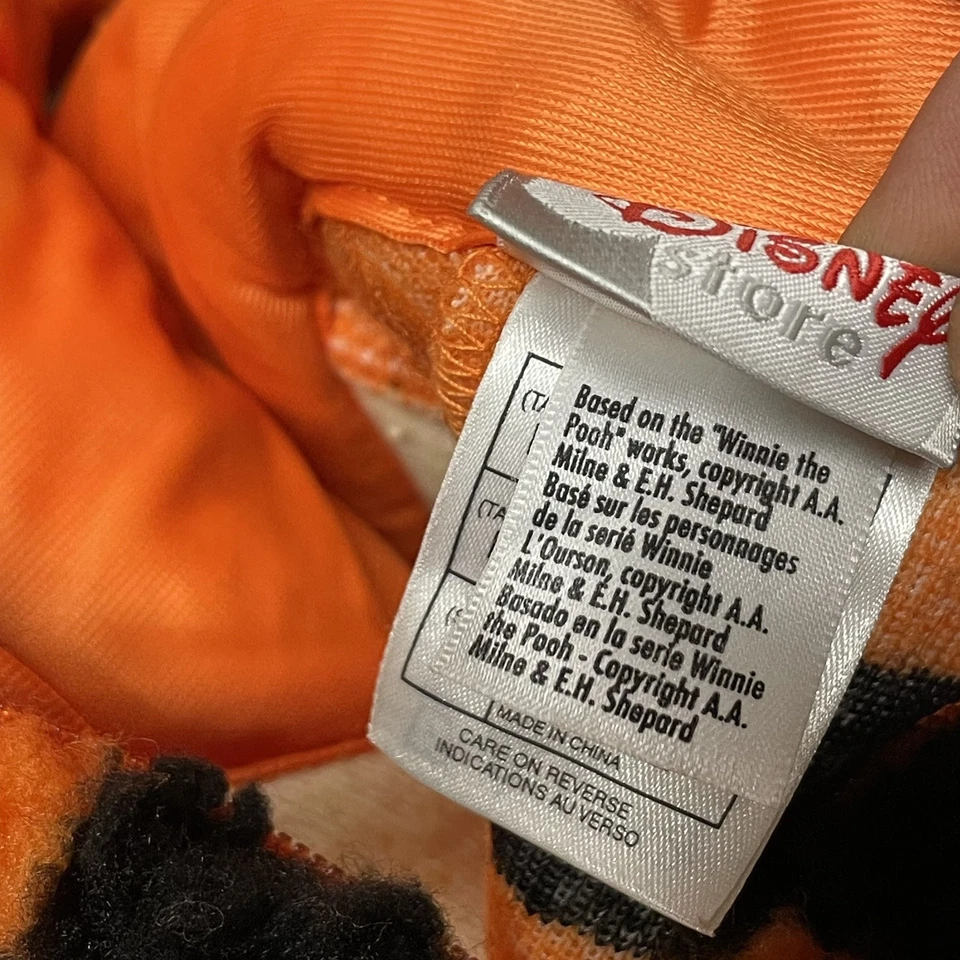 DISNEY
store
Based on the "Winnie the
Pooh" works, copyright A.A.
Milne & E.H. Shepard
Basé sur les personnages
de la serié Winnie
L'Ourson, copyright A.A.
Milne & E.H. Shepard
Basado en la serie Winnie
the Pooh - Copyright A.A.
Milne & E.H. Shepard
(TA
(TA
(S
MADE IN CHINA
CARE ON REVERSE
INDICATIONS AU VERSO